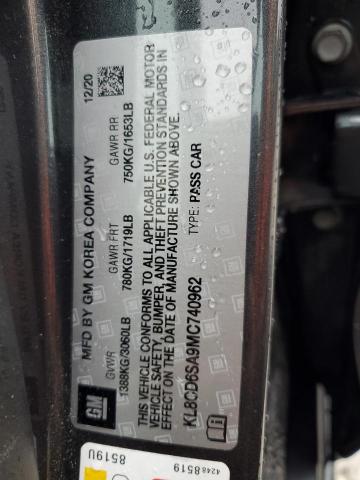 MFD BY GM KOREA COMPANY 12/20
GVWR GAWR FRT GAWR RR
1388KG/3060LB 780KG/1719LB 750KG/1653LB
THIS VEHICLE CONFORMS TO ALL APPLICABLE U.S. FEDERAL MOTOR
VEHICLE SAFETY, BUMPER, AND THEFT PREVENTION STANDARDS IN
EFFECT ON THE DATE OF MANUFACTURE SHOWN ABOVE.
KL8CD6SA9MC740962 TYPE: PASS CAR
GM
8519U
42488519